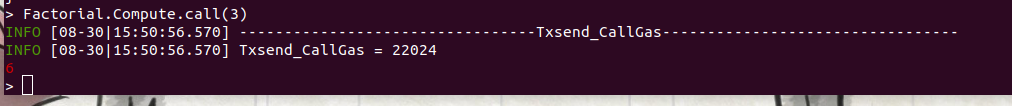 > Factorial.Compute.call(3)
INFO [08-30|15:50:56.570] ---------------------------------Txsend_CallGas---------------------------------
INFO [08-30|15:50:56.570] Txsend_CallGas = 22024
6
>